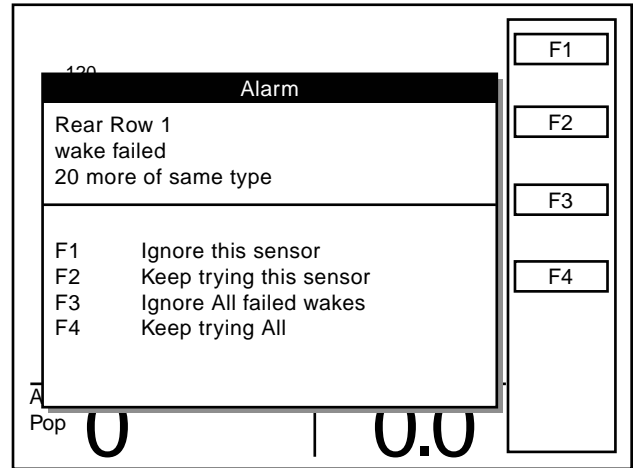 120
Alarm
Rear Row 1
wake failed
20 more of same type
F1 Ignore this sensor
F2 Keep trying this sensor
F3 Ignore All failed wakes
F4 Keep trying All
Pop 0 0.0
F1
F2
F3
F4